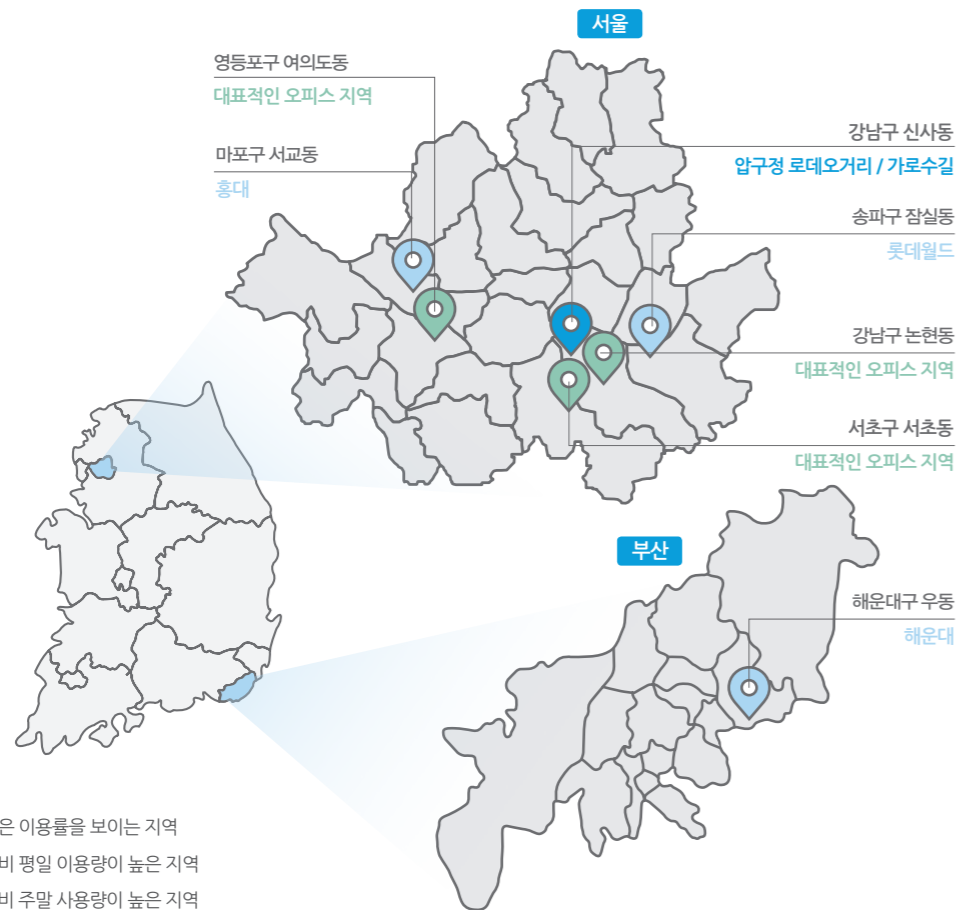 서울
영등포구 여의도동
대표적인 오피스 지역
마포구 서교동
홍대
강남구 신사동
압구정 로데오거리 / 가로수길
송파구 잠실동
롯데월드
강남구 논현동
대표적인 오피스 지역
서초구 서초동
대표적인 오피스 지역
부산
해운대구 우동
해운대
은 이용률을 보이는 지역
비 평일 이용량이 높은 지역
비 주말 사용량이 높은 지역